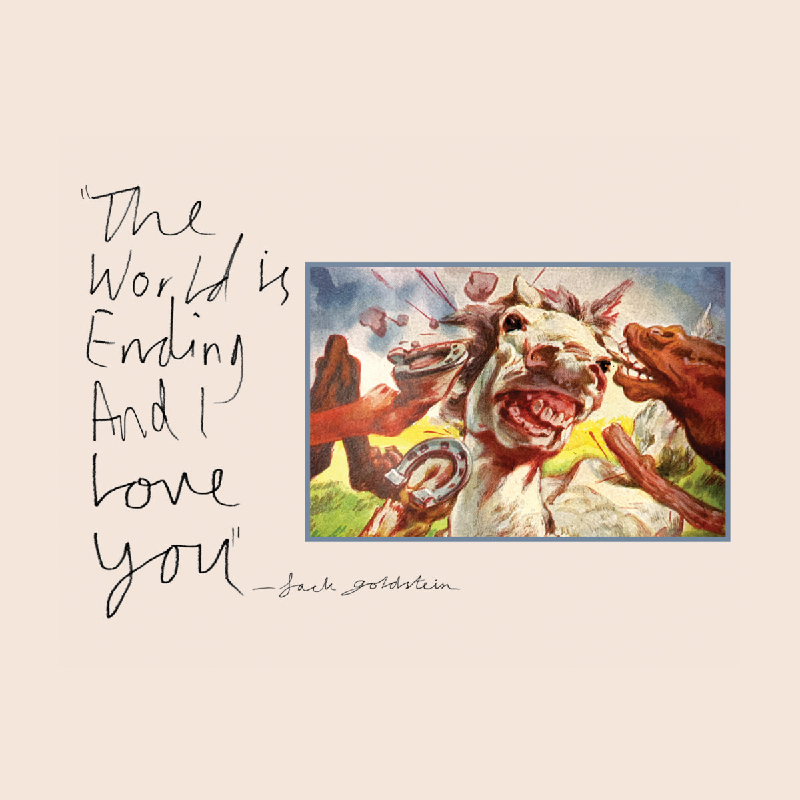 "The
World is
Ending
And I
Love
You"
- Jack goldstein